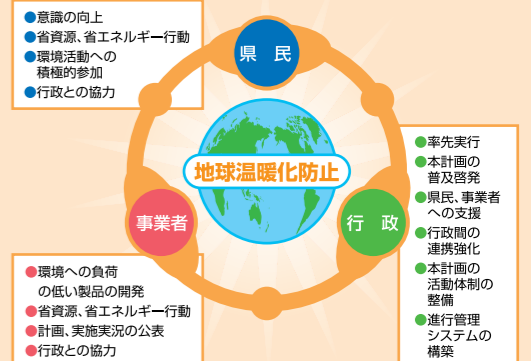 ●意識の向上
●省資源、省エネルギー行動
●環境活動への
積極的参加
●行政との協力
県 民
地球温暖化防止
事業者
行 政
●率先実行
●本計画の
普及啓発
●県民、事業者
への支援
●行政間の
連携強化
●本計画の
活動体制の
整備
●進行管理
システムの
構築
●環境への負荷
の低い製品の開発
●省資源、省エネルギー行動
●計画、実施実況の公表
●行政との協力